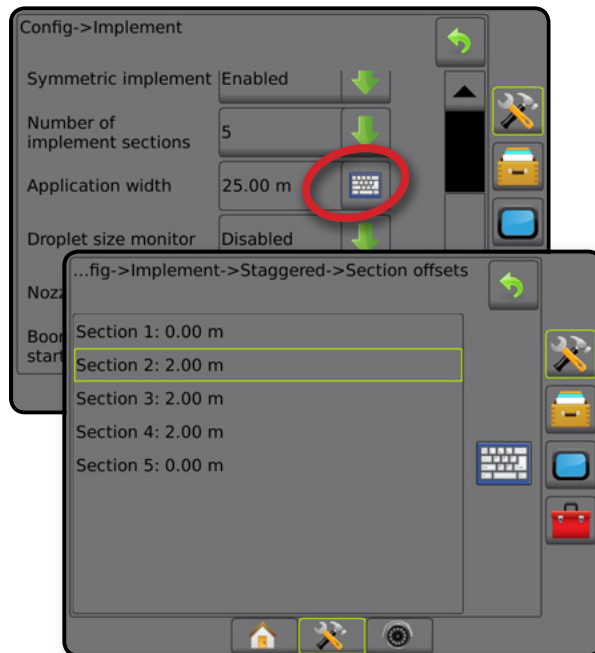 Config->Implement
Symmetric implement Enabled
Number of
implement sections 5
Application width 25.00 m
Droplet size monitor Disabled
...fig->Implement->Staggered->Section offsets
Section 1: 0.00 m
Section 2: 2.00 m
Section 3: 2.00 m
Section 4: 2.00 m
Section 5: 0.00 m